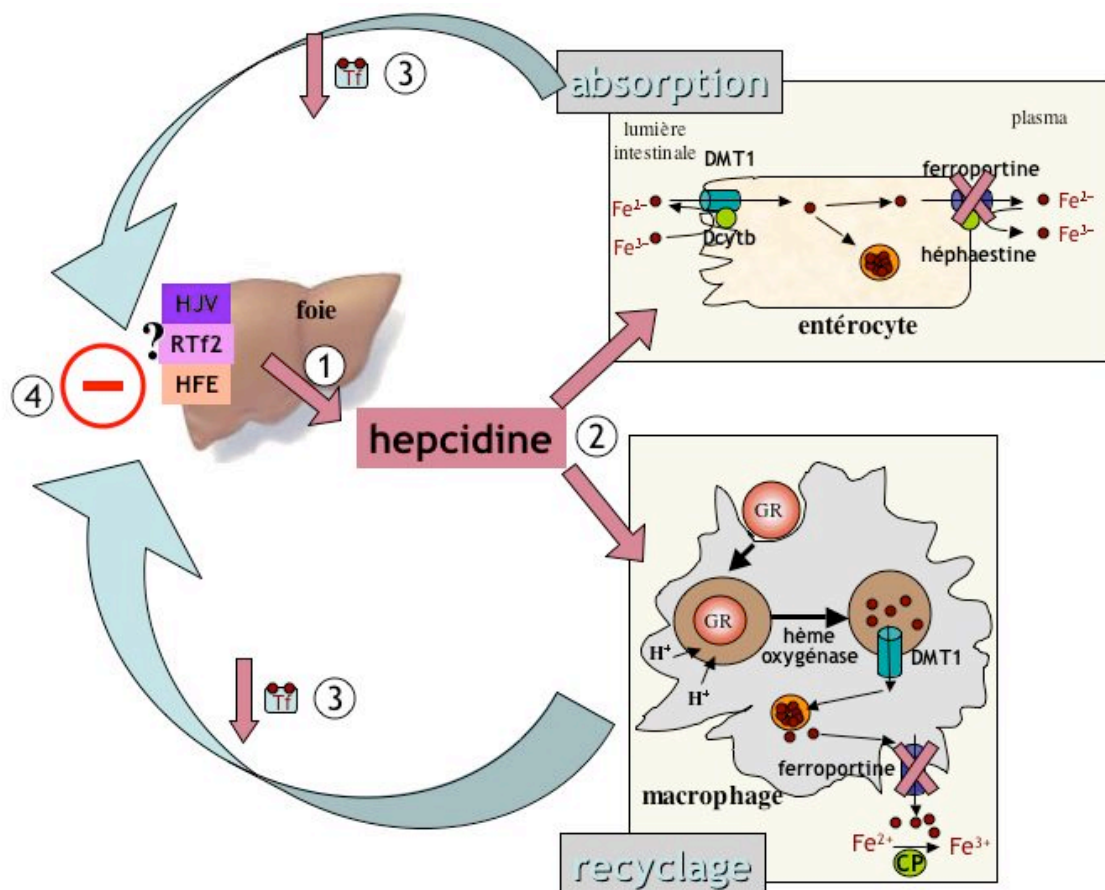 absorption
Tf
3
lumière
intestinale
plasma
DMT1
ferroportine
Fe²⁻
Fe²⁻
Fe³⁻
Dcytb
héphaestine
Fe³⁻
entérocyte
HJV
?
RTf2
HFE
foie
1
4
hepcidine
2
GR
GR
H⁺
H⁺
hème
oxygénase
DMT1
Tf
3
ferroportine
macrophage
Fe²⁺
Fe³⁺
CP
recyclage